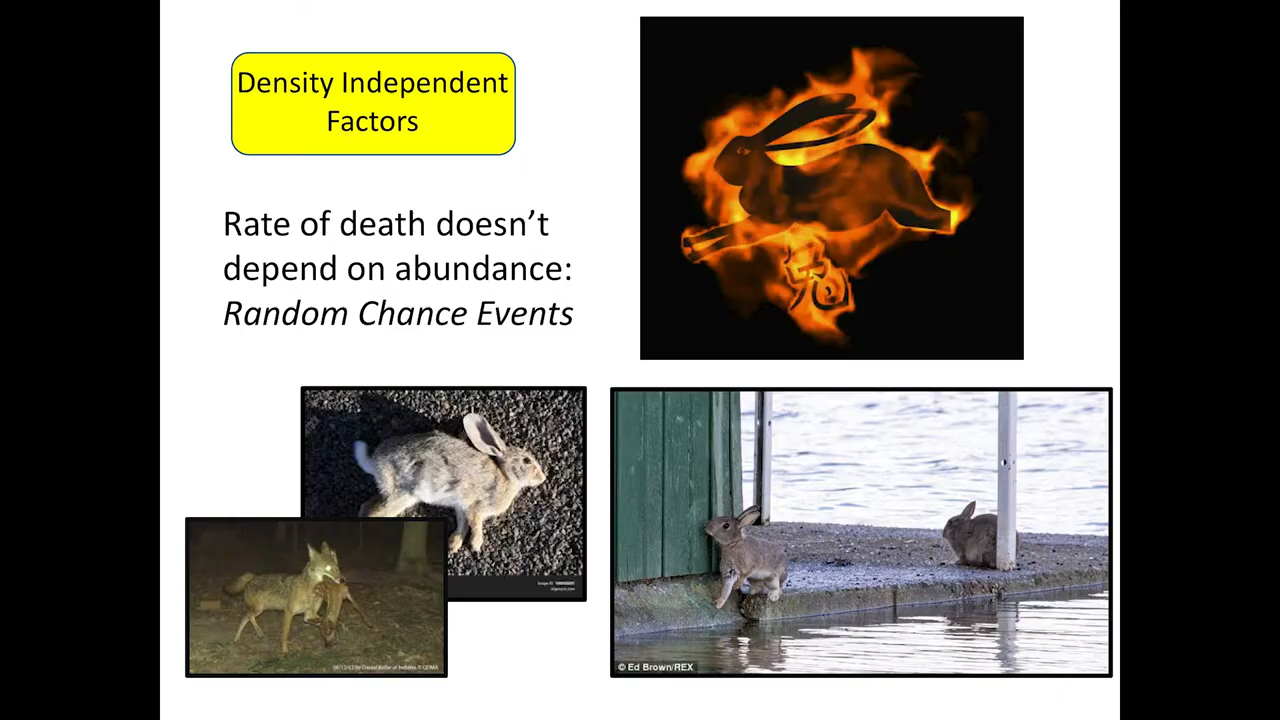 Density Independent
Factors
Rate of death doesn’t
depend on abundance:
Random Chance Events
© Ed Brown/REX